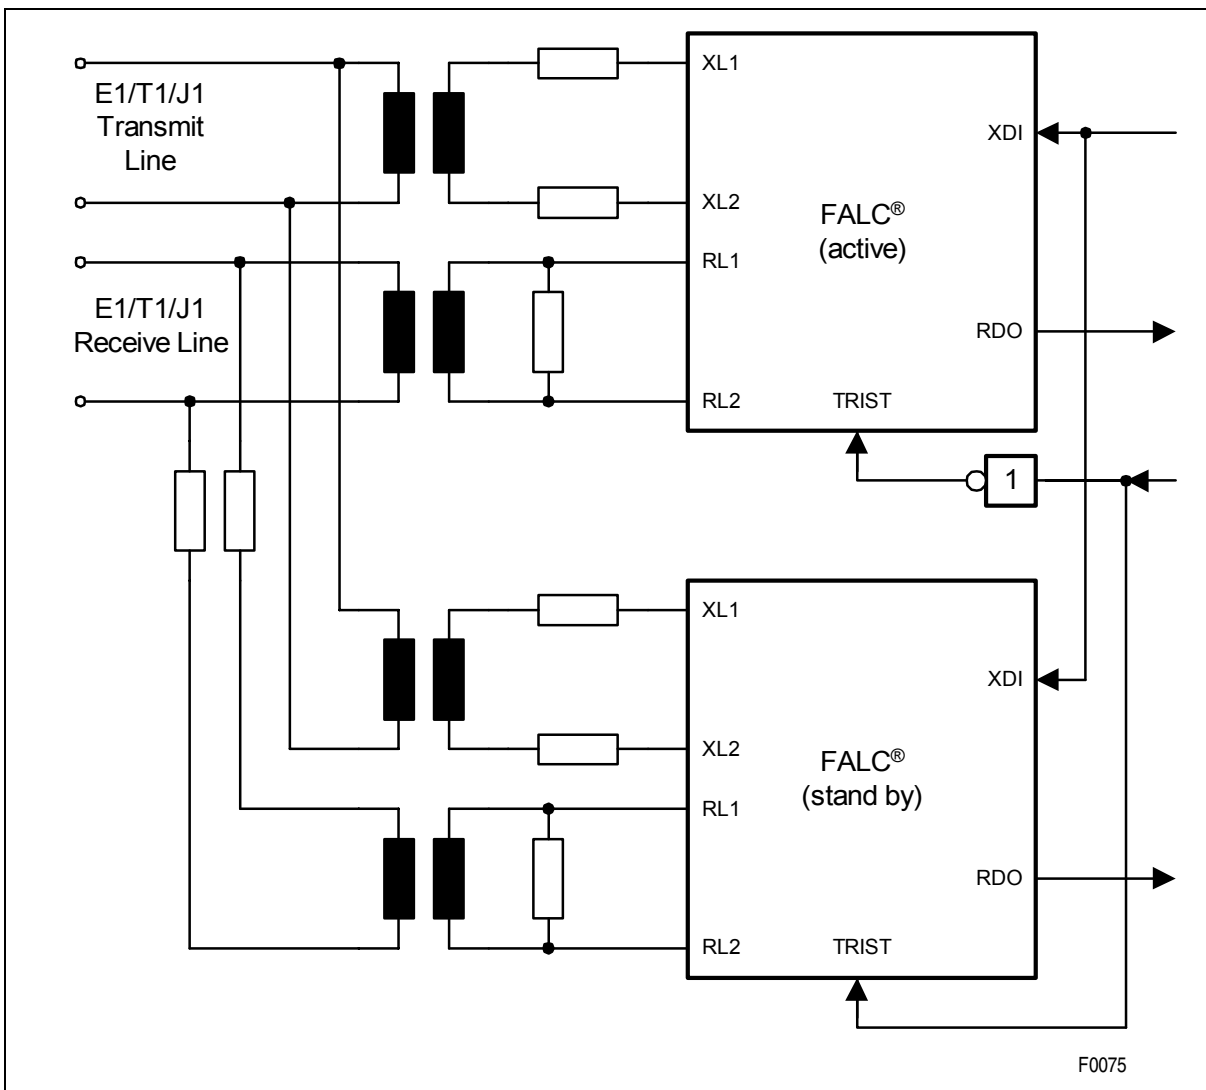 E1/T1/J1
Transmit
Line
E1/T1/J1
Receive Line
XL1
XDI
XL2
FALC®
(active)
RL1
RDO
RL2
TRIST
1
XL1
XDI
XL2
FALC®
(stand by)
RL1
RDO
RL2
TRIST
F0075